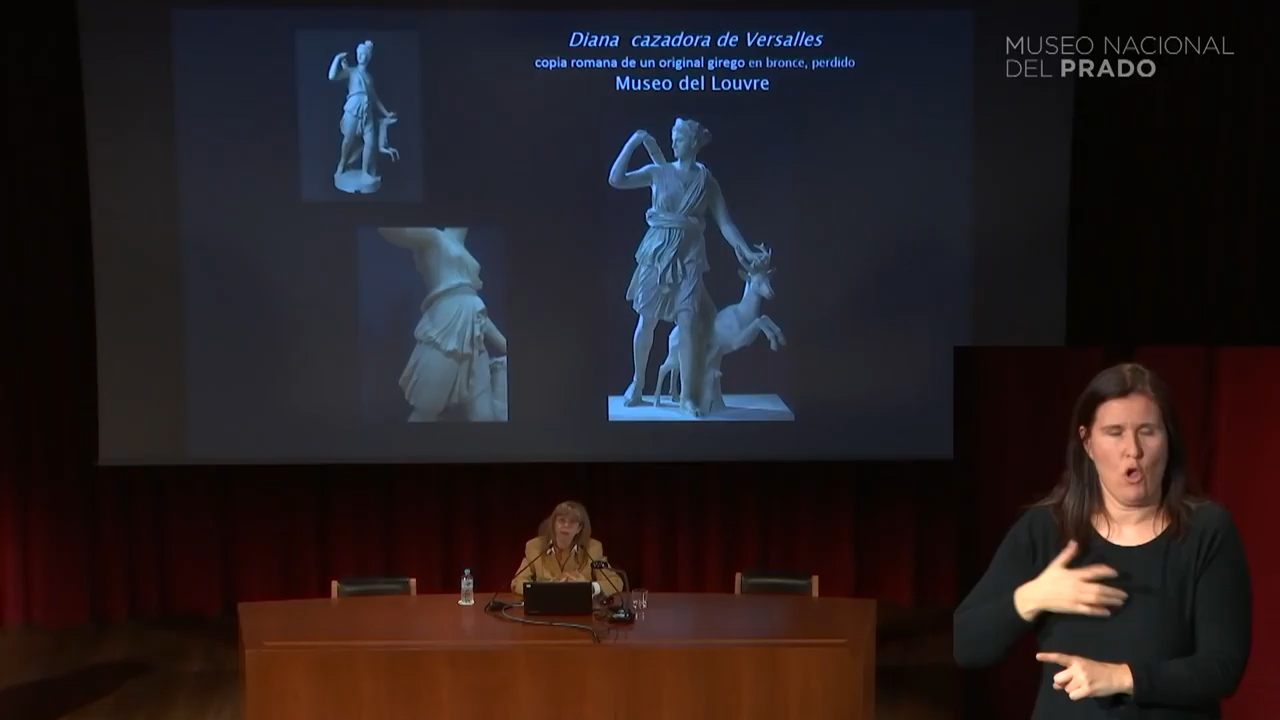 Diana cazadora de Versalles
copia romana de un original girego en bronce, perdido
Museo del Louvre
MUSEO NACIONAL
DEL PRADO